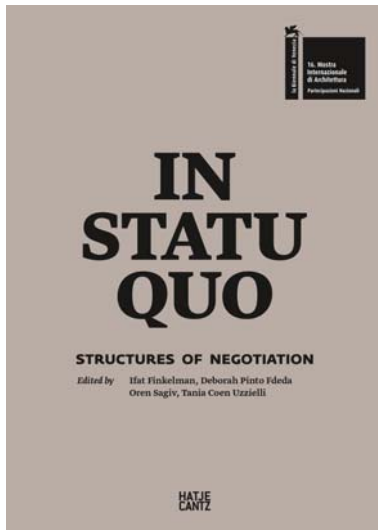 la Biennale di Venezia
16. Mostra
Internazionale
di Architettura
Partecipazioni Nazionali
IN
STATU
QUO
STRUCTURES OF NEGOTIATION
Edited by Ifat Finkelman, Deborah Pinto Fdeda
Oren Sagiv, Tania Coen Uzzielli
HATJE
CANTZ